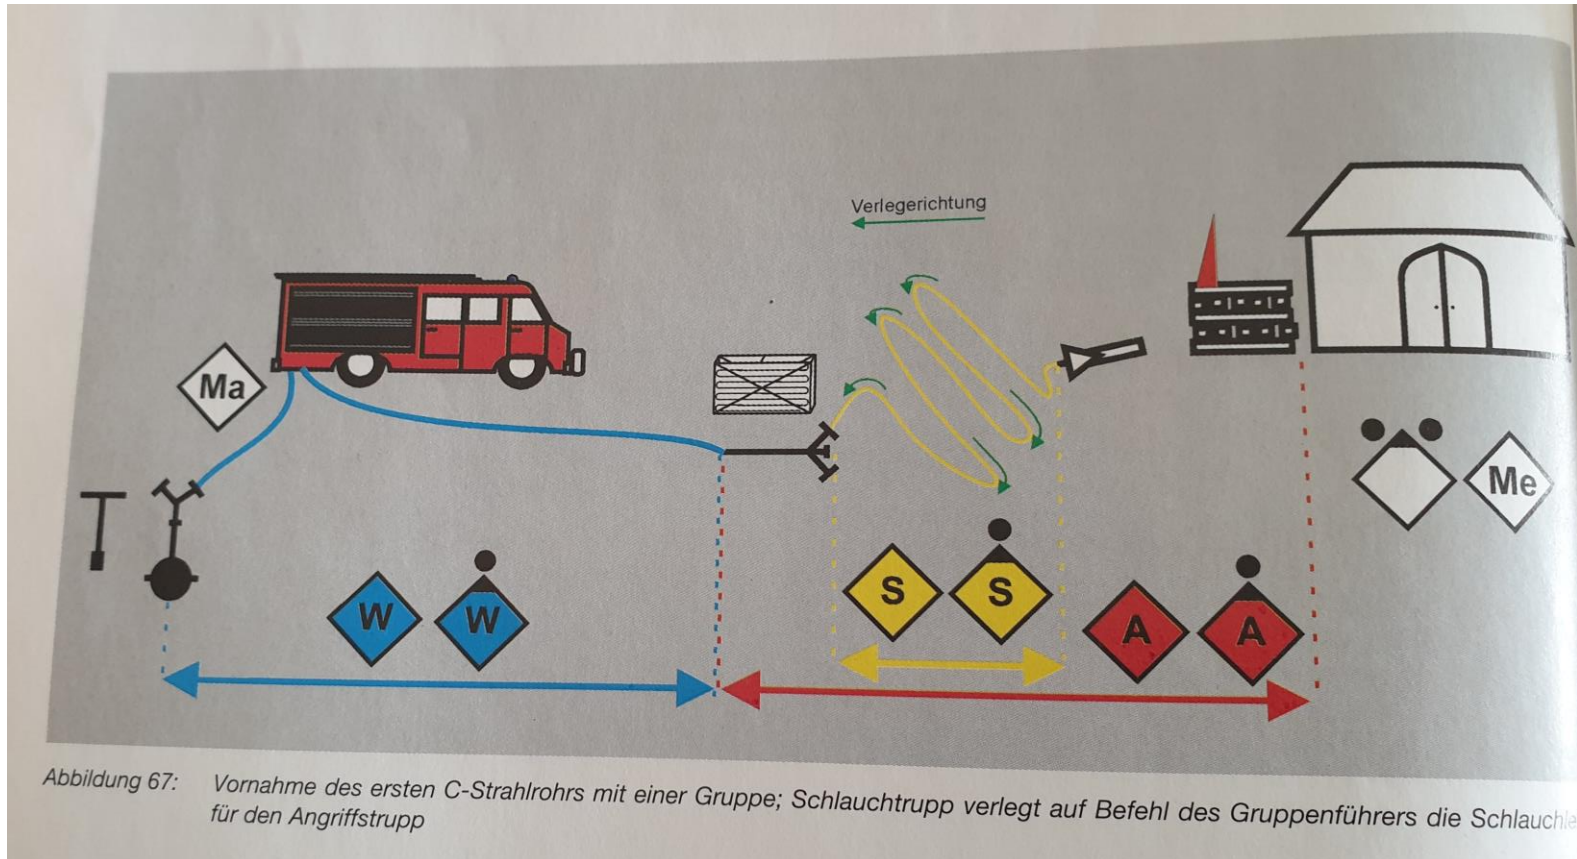 Verlegerichtung
Ma
Me
W W
S S
A A
Abbildung 67: Vornahme des ersten C-Strahlrohrs mit einer Gruppe; Schlauchtrupp verlegt auf Befehl des Gruppenführers die
für den Angriffstrupp